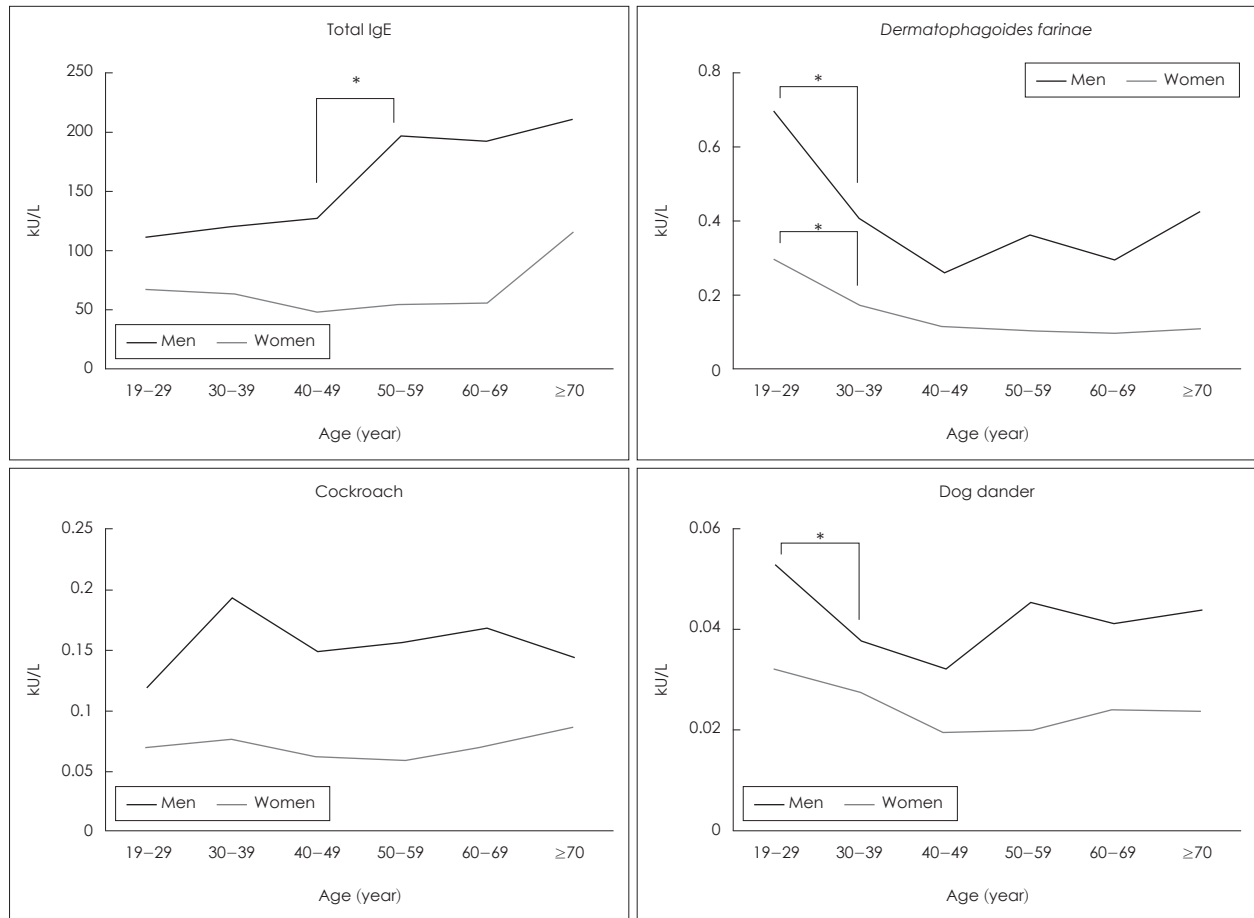 Total IgE
250
200
150
100
50
0
kU/L
*
Men Women
19–29 30–39 40–49 50–59 60–69 ≥70
Age (year)
Dermatophagoides farinae
0.8
0.6
0.4
0.2
0
kU/L
Men Women
*
*
19–29 30–39 40–49 50–59 60–69 ≥70
Age (year)
Cockroach
0.25
0.2
0.15
0.1
0.05
0
kU/L
Men Women
19–29 30–39 40–49 50–59 60–69 ≥70
Age (year)
Dog dander
0.06
0.04
0.02
0
kU/L
*
Men Women
19–29 30–39 40–49 50–59 60–69 ≥70
Age (year)